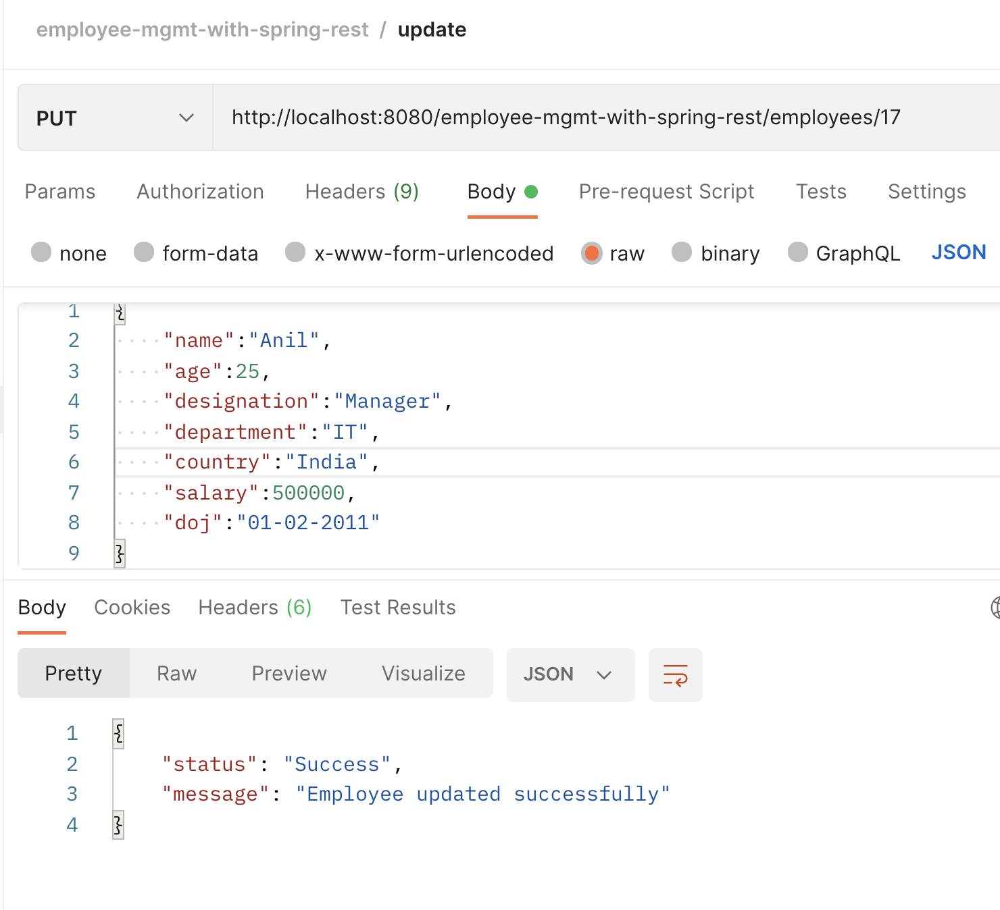 employee-mgmt-with-spring-rest / update
PUT http://localhost:8080/employee-mgmt-with-spring-rest/employees/17
Params Authorization Headers (9) Body Pre-request Script Tests Settings
none form-data x-www-form-urlencoded raw binary GraphQL JSON
1 {
2 "name":"Anil",
3 "age":25,
4 "designation":"Manager",
5 "department":"IT",
6 "country":"India",
7 "salary":500000,
8 "doj":"01-02-2011"
9 }
Body Cookies Headers (6) Test Results
Pretty Raw Preview Visualize JSON
1 {
2 "status": "Success",
3 "message": "Employee updated successfully"
4 }